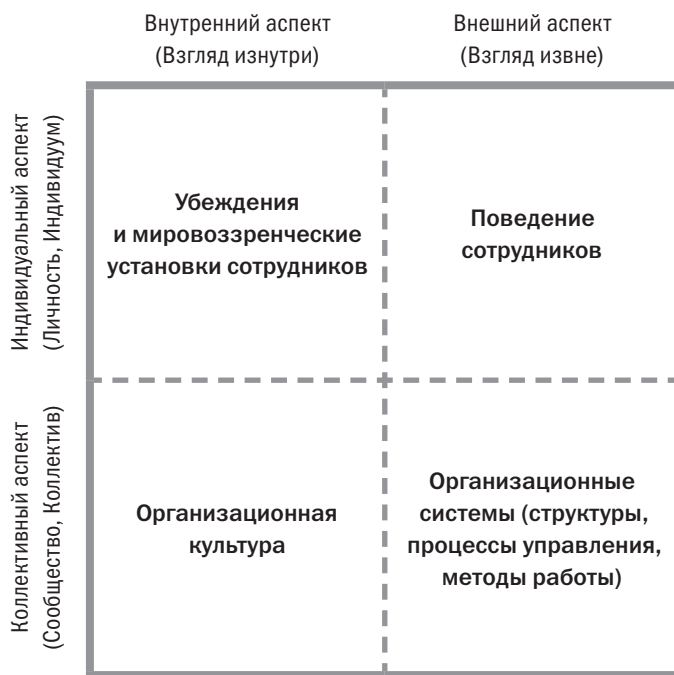 Внутренний аспект
(Взгляд изнутри)
Внешний аспект
(Взгляд извне)
Индивидуальный аспект
(Личность, Индивидуум)
Убеждения
и мировоззренческие
установки сотрудников
Поведение
сотрудников
Коллективный аспект
(Сообщество, Коллектив)
Организационная
культура
Организационные
системы (структуры,
процессы управления,
методы работы)